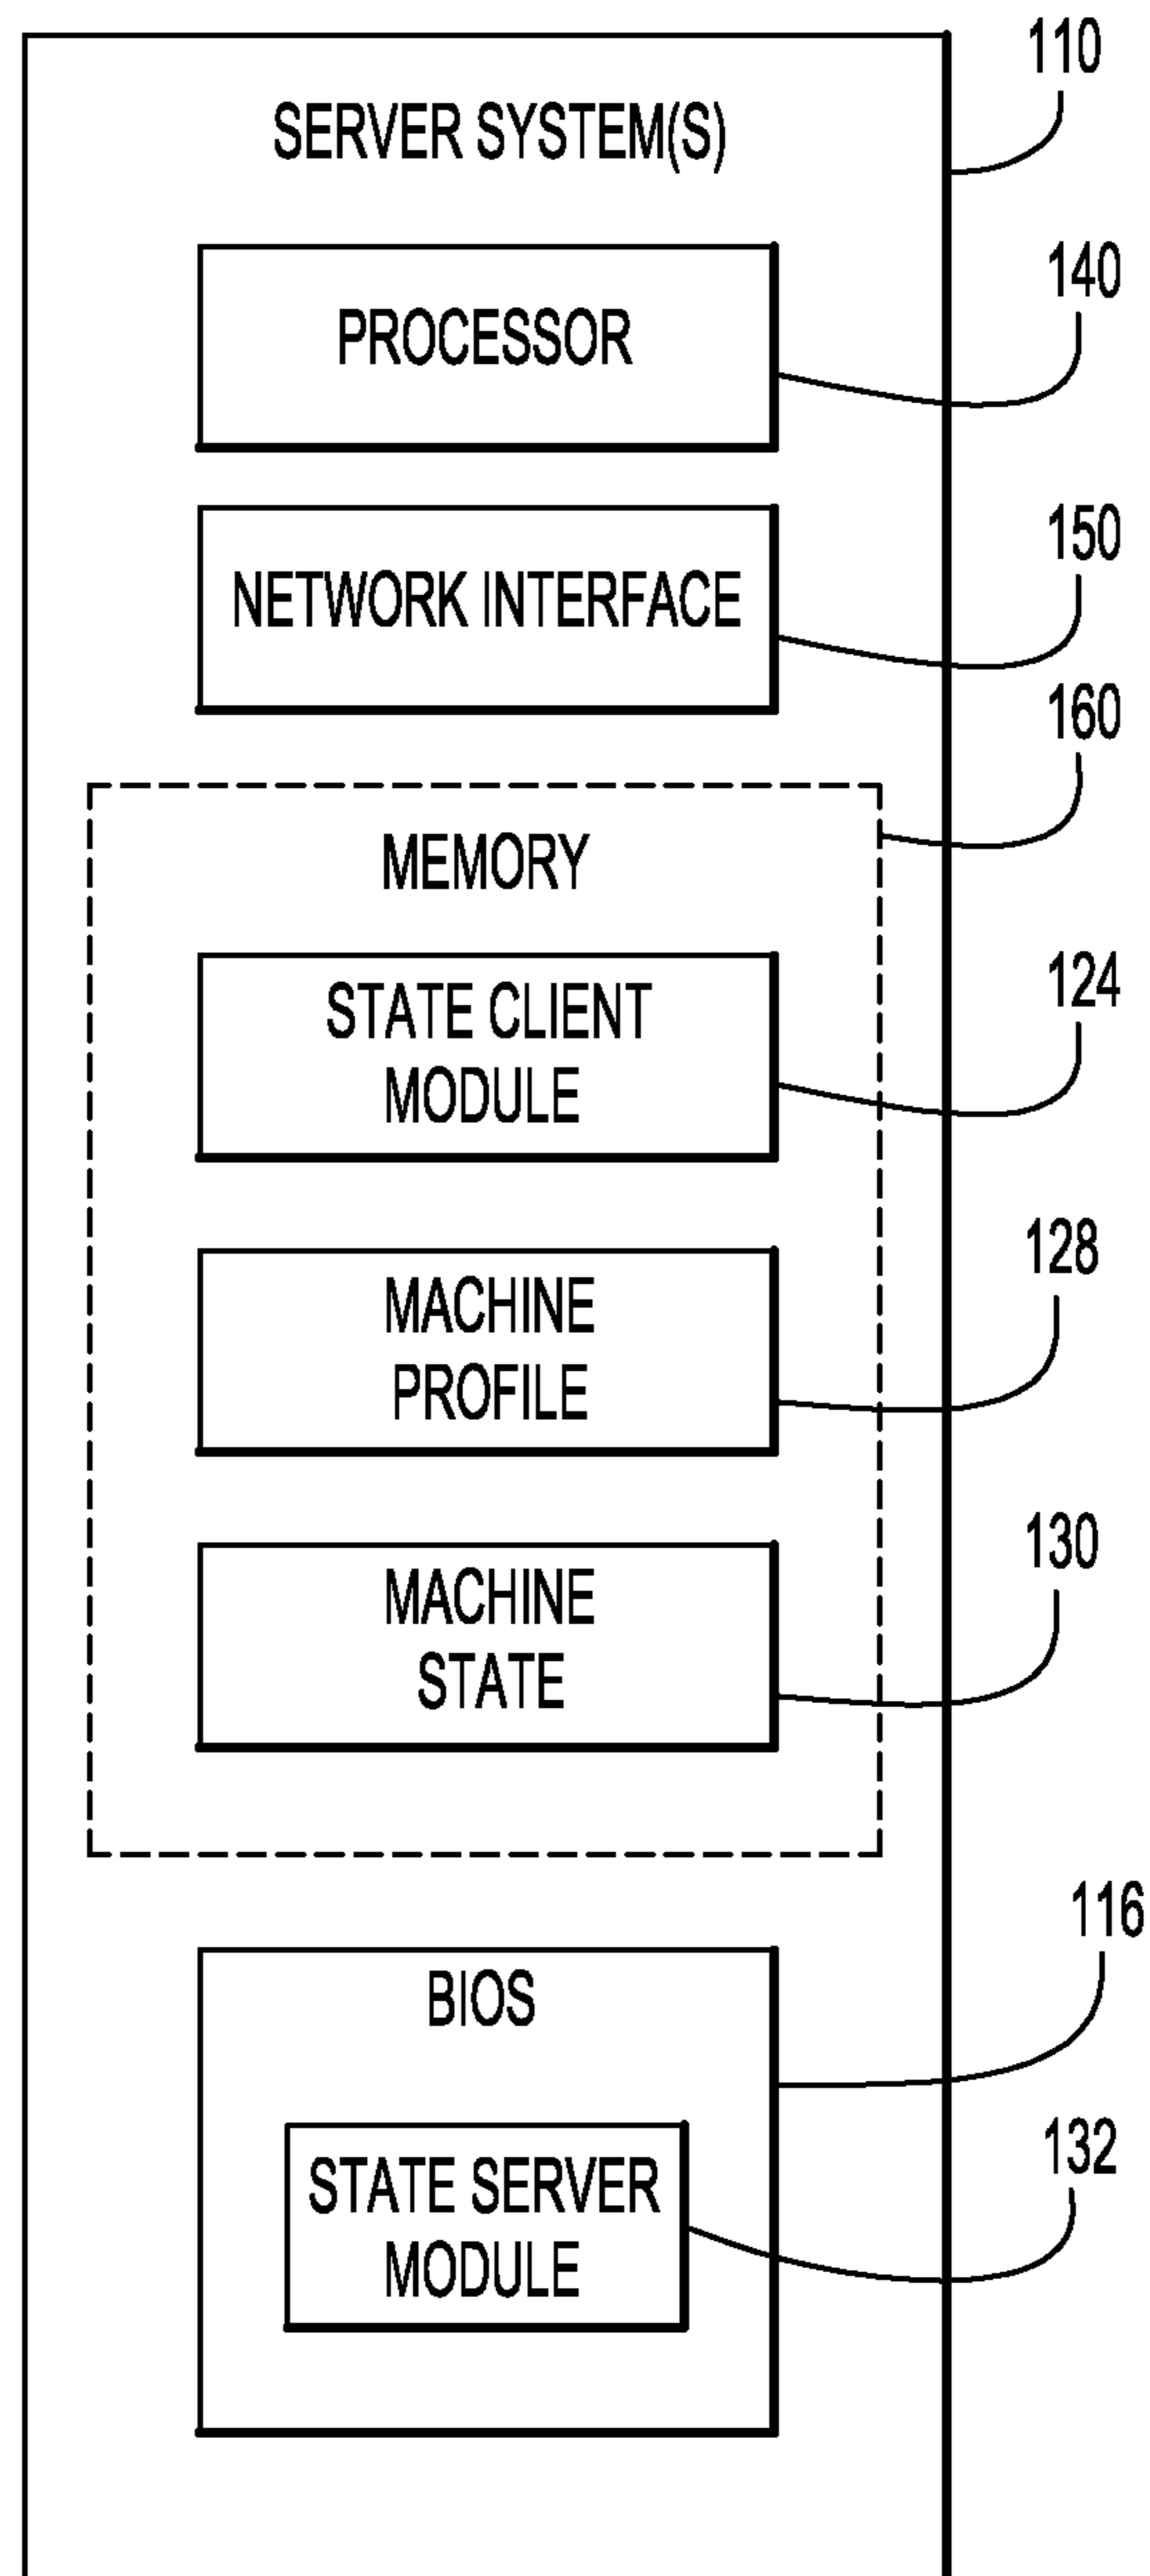 110
SERVER SYSTEM(S)
140
PROCESSOR
150
NETWORK INTERFACE
160
MEMORY
124
STATE CLIENT
MODULE
128
MACHINE
PROFILE
130
MACHINE
STATE
116
BIOS
132
STATE SERVER
MODULE